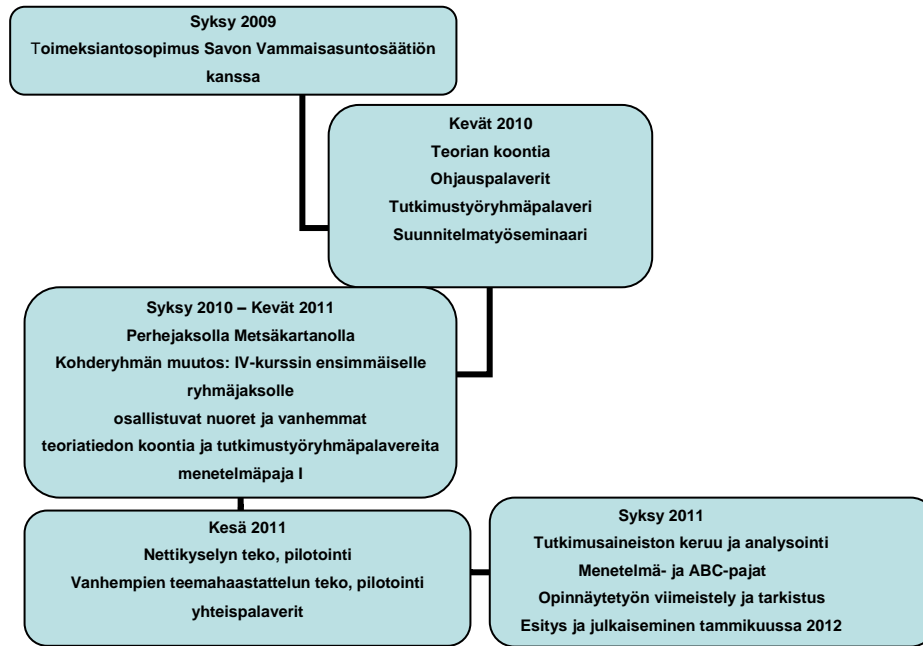 Syksy 2009
Toimeksiantosopimus Savon Vammaisasuntosäätiön
kanssa
Kevät 2010
Teorian koontia
Ohjauspalaverit
Tutkimustyöryhmäpalaveri
Suunnitelmatyöseminaari
Syksy 2010 – Kevät 2011
Perhejaksolla Metsäkartanolla
Kohderyhmän muutos: IV-kurssin ensimmäiselle
ryhmäjaksolle
osallistuvat nuoret ja vanhemmat
teoriatiedon koontia ja tutkimustyöryhmäpalavereita
menetelmäpaja I
Kesä 2011
Nettikyselyn teko, pilotointi
Vanhempien teemahaastattelun teko, pilotointi
yhteispalaverit
Syksy 2011
Tutkimusaineiston keruu ja analysointi
Menetelmä- ja ABC-pajat
Opinnäytetyön viimeistely ja tarkistus
Esitys ja julkaiseminen tammikuussa 2012